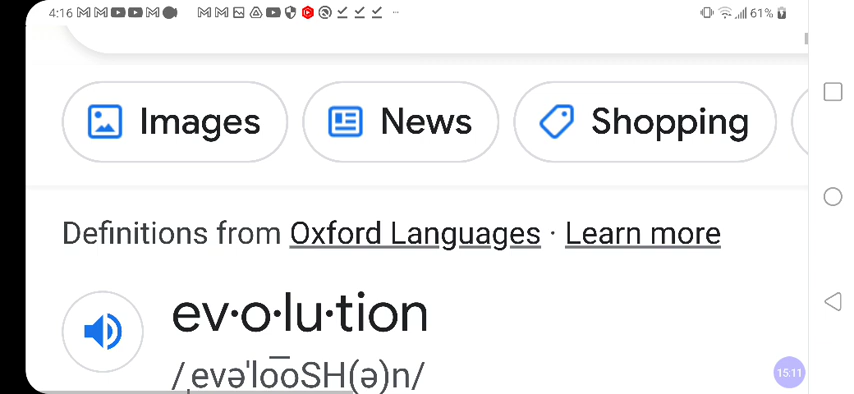 4:16 61%
Images News Shopping
Definitions from Oxford Languages · Learn more
ev·o·lu·tion
/ˌevəˈlo͞oSH(ə)n/
15:11